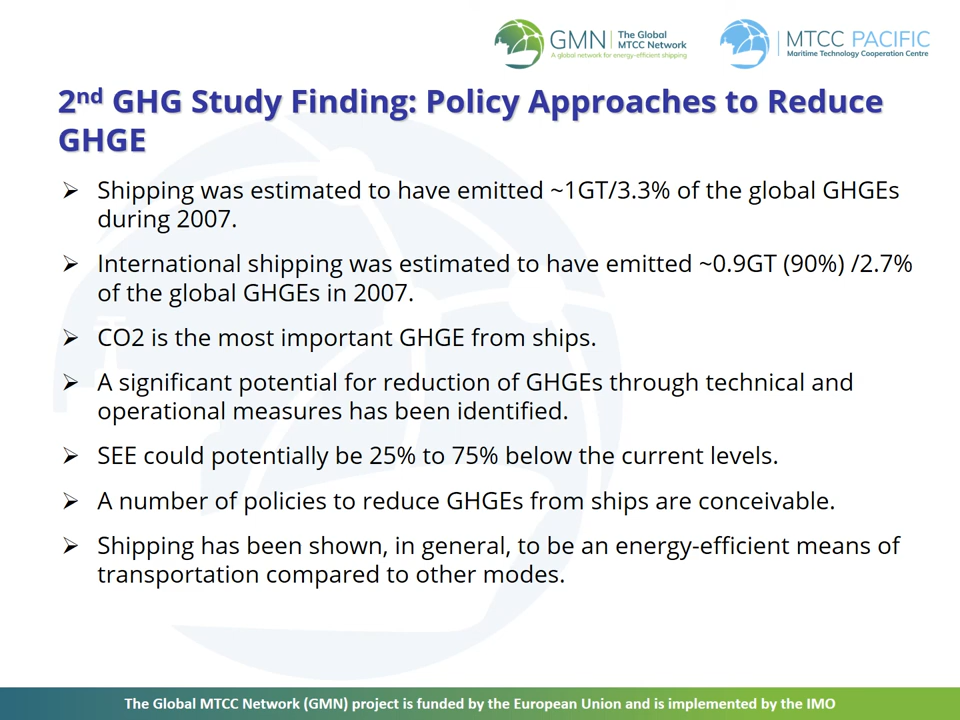 GMN
The Global
MTCC Network
A global network for energy-efficient shipping
MTCC PACIFIC
Maritime Technology Cooperation Centre
2nd GHG Study Finding: Policy Approaches to Reduce
GHGE
➢ Shipping was estimated to have emitted ~1GT/3.3% of the global GHGEs
during 2007.
➢ International shipping was estimated to have emitted ~0.9GT (90%) /2.7%
of the global GHGEs in 2007.
➢ CO2 is the most important GHGE from ships.
➢ A significant potential for reduction of GHGEs through technical and
operational measures has been identified.
➢ SEE could potentially be 25% to 75% below the current levels.
➢ A number of policies to reduce GHGEs from ships are conceivable.
➢ Shipping has been shown, in general, to be an energy-efficient means of
transportation compared to other modes.
The Global MTCC Network (GMN) project is funded by the European Union and is implemented by the IMO